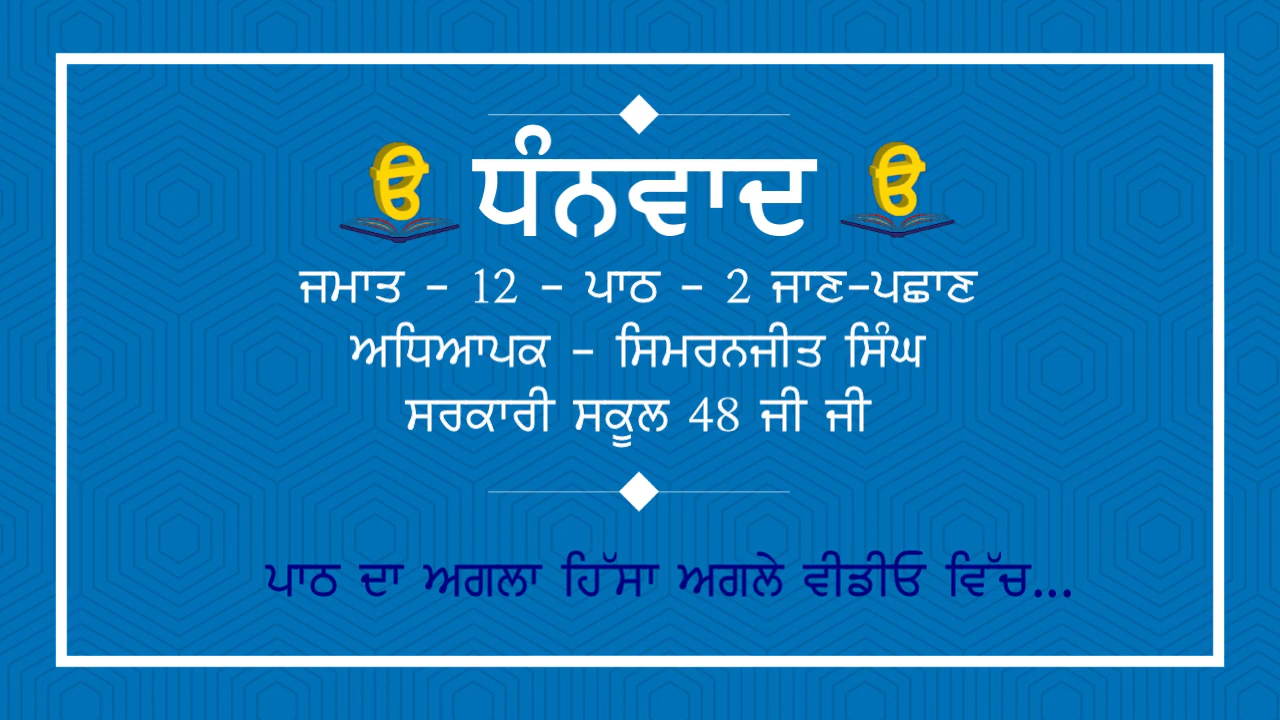 ੳ ਧੰਨਵਾਦ ੳ
ਜਮਾਤ - 12 - ਪਾਠ - 2 ਜਾਣ-ਪਛਾਣ
ਅਧਿਆਪਕ - ਸਿਮਰਨਜੀਤ ਸਿੰਘ
ਸਰਕਾਰੀ ਸਕੂਲ 48 ਜੀ ਜੀ
ਪਾਠ ਦਾ ਅਗਲਾ ਹਿੱਸਾ ਅਗਲੇ ਵੀਡੀਓ ਵਿੱਚ...